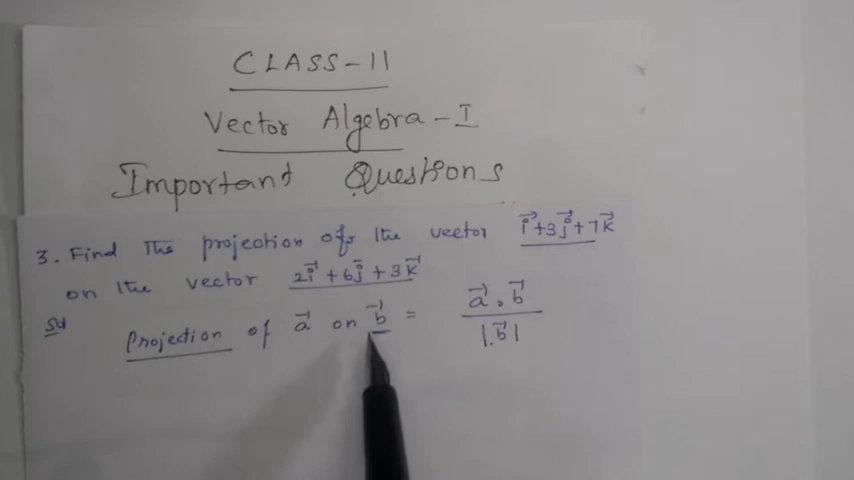 CLASS-11
Vector Algebra - I
Important Questions
3. Find the projection of the vector i⃗+3j⃗+7k⃗
on the vector 2i⃗+6j⃗+3k⃗
Sol
Projection of a⃗ on b⃗ = a⃗ . b⃗ / |b⃗|